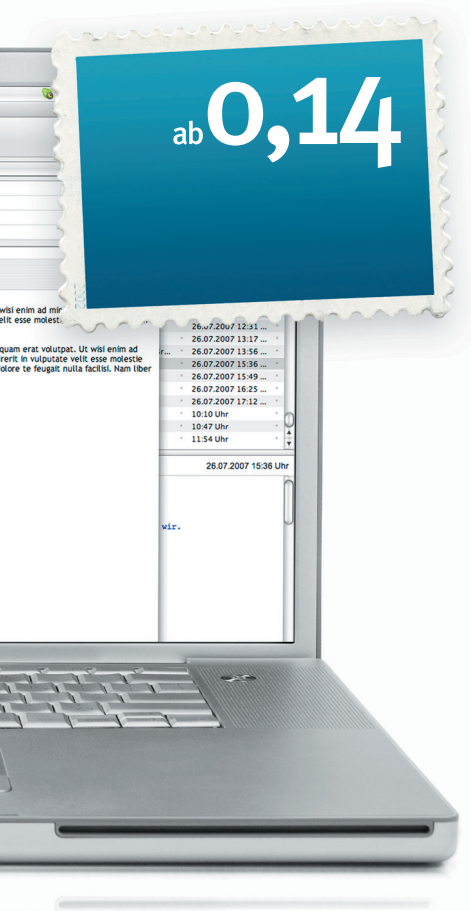 ab 0,14
wisi enim ad min
velit esse molesti
quam erat volutpat. Ut wisi enim ad
rerit in vulputate velit esse molestie
dolore te feugait nulla facilisi. Nam liber
26.07.2007 12:31 ...
26.07.2007 13:17 ...
r... 26.07.2007 13:56 ...
26.07.2007 15:36 ...
26.07.2007 15:49 ...
26.07.2007 16:25 ...
26.07.2007 17:12 ...
10:10 Uhr
10:47 Uhr
11:54 Uhr
26.07.2007 15:36 Uhr
wir.